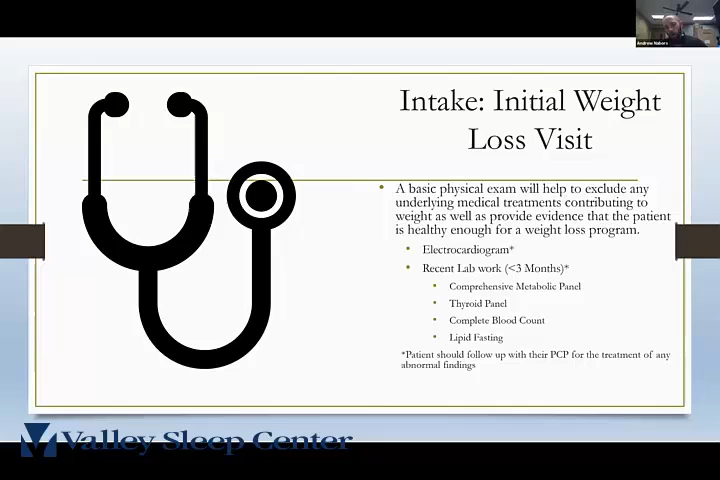 Andrew Nabors
Intake: Initial Weight
Loss Visit
• A basic physical exam will help to exclude any
underlying medical treatments contributing to
weight as well as provide evidence that the patient
is healthy enough for a weight loss program.
• Electrocardiogram*
• Recent Lab work (<3 Months)*
• Comprehensive Metabolic Panel
• Thyroid Panel
• Complete Blood Count
• Lipid Fasting
*Patient should follow up with their PCP for the treatment of any
abnormal findings
Valley Sleep Center